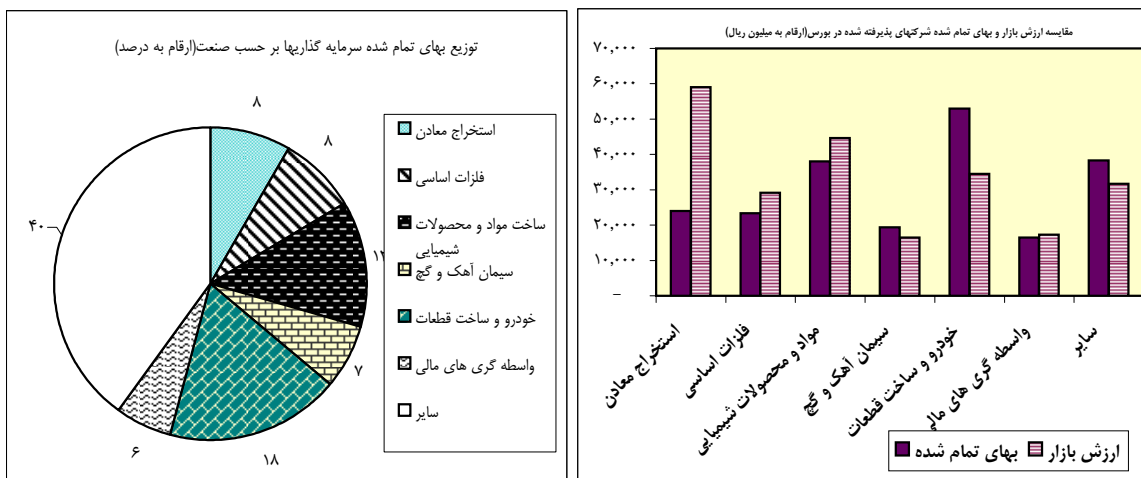 توزیع بهای تمام شده سرمایه گذاریها بر حسب صنعت(ارقام به درصد)
۸
۸
۷
۱۸
۶
۴۰
استخراج معادن
فلزات اساسی
ساخت مواد و محصولات
شیمیایی
سیمان آهک و گچ
خودرو و ساخت قطعات
واسطه گری های مالی
سایر
مقایسه ارزش بازار و بهای تمام شده شرکتهای پذیرفته شده در بورس(ارقام به میلیون ریال)
۷۰,۰۰۰
۶۰,۰۰۰
۵۰,۰۰۰
۴۰,۰۰۰
۳۰,۰۰۰
۲۰,۰۰۰
۱۰,۰۰۰
–
استخراج معادن
فلزات اساسی
مواد و محصولات شیمیایی
سیمان آهک و گچ
خودرو و ساخت قطعات
واسطه گری های مالی
سایر
بهای تمام شده
ارزش بازار